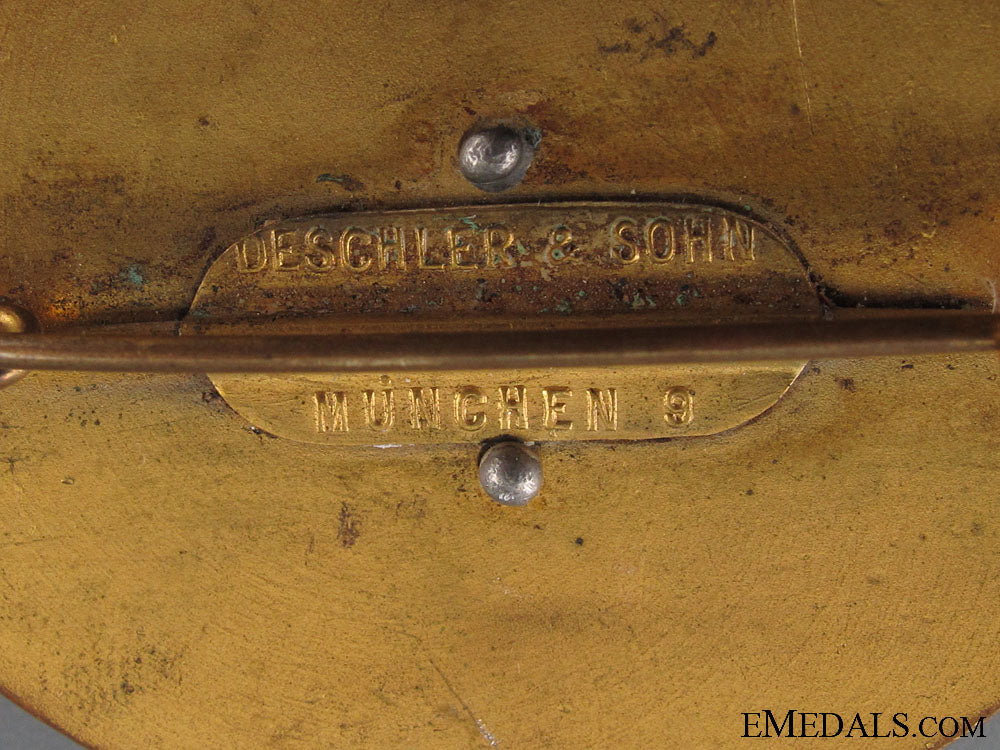 DESCHLER & SOHN
MÜNCHEN 9
EMEDALS.COM